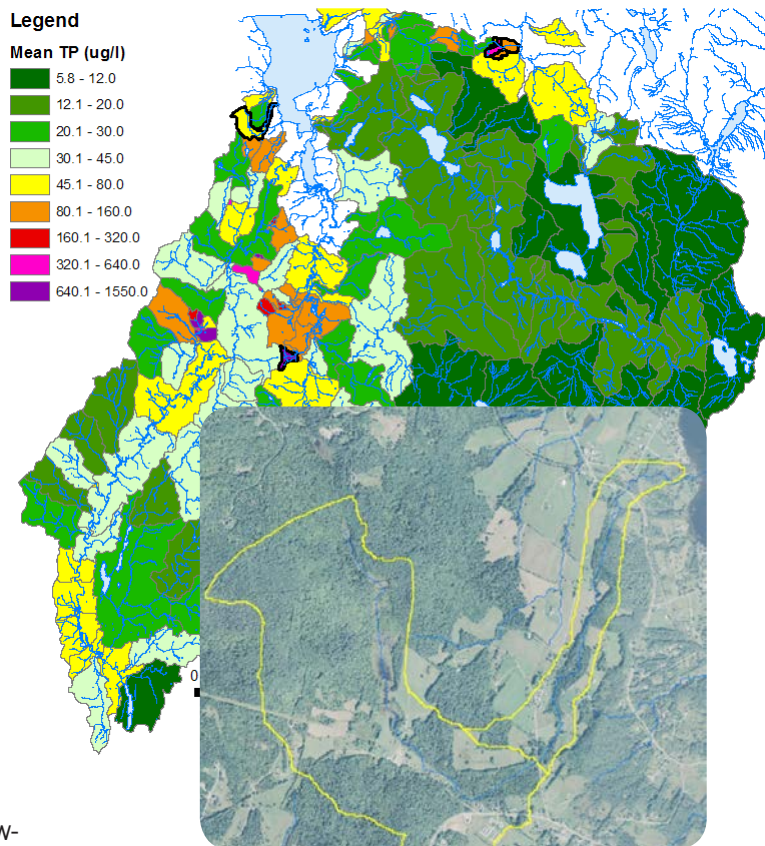 Legend
Mean TP (ug/l)
5.8 - 12.0
12.1 - 20.0
20.1 - 30.0
30.1 - 45.0
45.1 - 80.0
80.1 - 160.0
160.1 - 320.0
320.1 - 640.0
640.1 - 1550.0
0